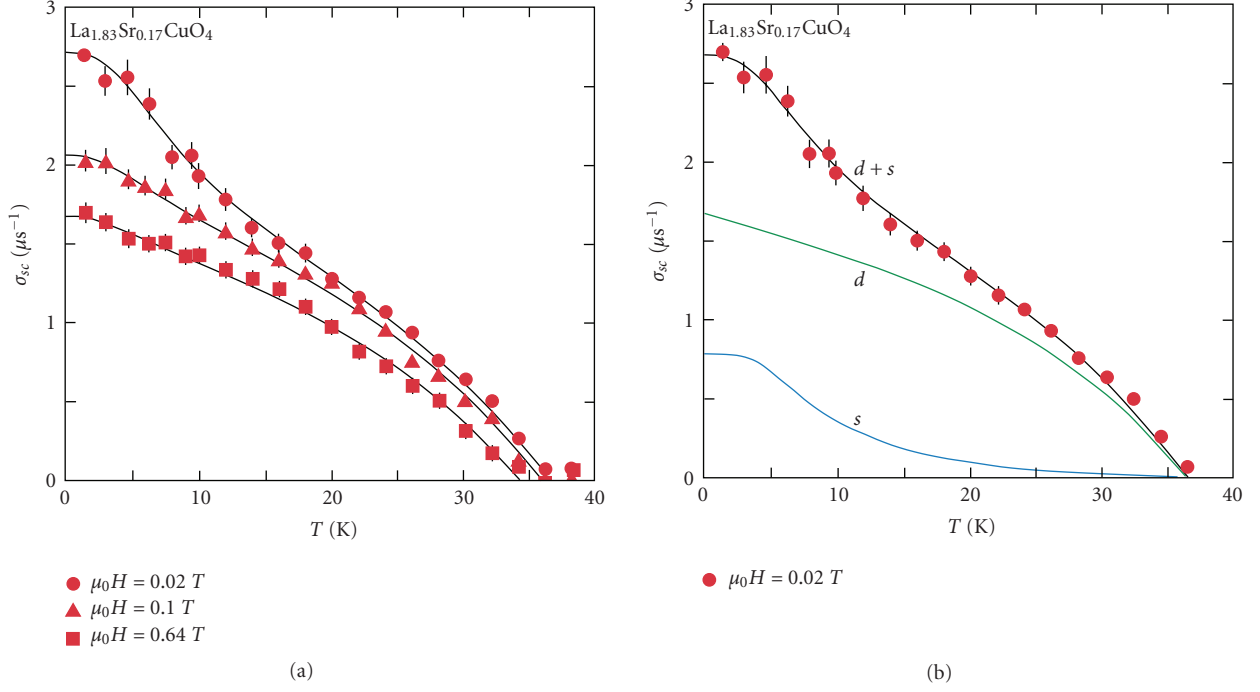 La1.83Sr0.17CuO4
3
2
1
0
σsc (μs−1)
0
10
20
30
40
T (K)
μ0H = 0.02 T
μ0H = 0.1 T
μ0H = 0.64 T
(a)
La1.83Sr0.17CuO4
3
2
1
0
σsc (μs−1)
d + s
d
s
0
10
20
30
40
T (K)
μ0H = 0.02 T
(b)